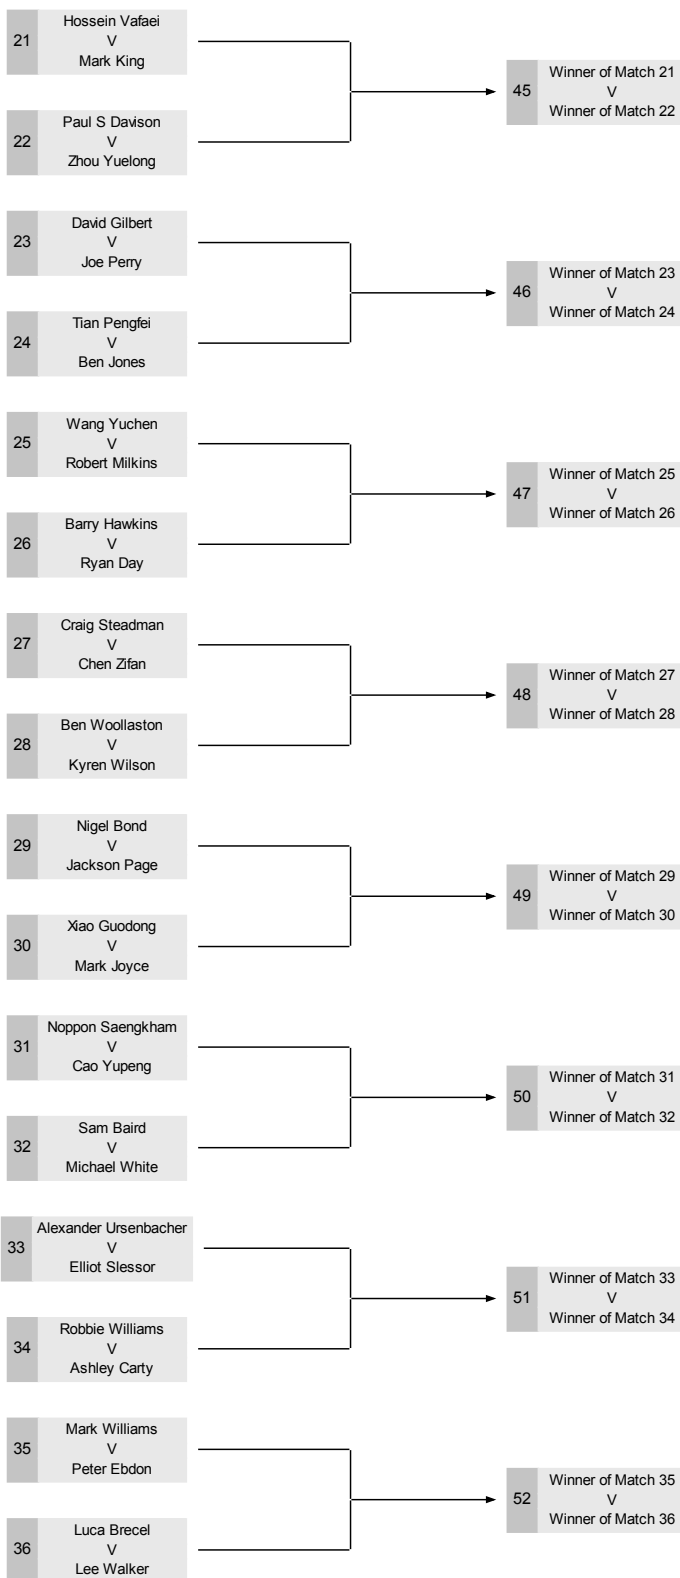 21
Hossein Vafaei
V
Mark King
22
Paul S Davison
V
Zhou Yuelong
45
Winner of Match 21
V
Winner of Match 22
23
David Gilbert
V
Joe Perry
24
Tian Pengfei
V
Ben Jones
46
Winner of Match 23
V
Winner of Match 24
25
Wang Yuchen
V
Robert Milkins
26
Barry Hawkins
V
Ryan Day
47
Winner of Match 25
V
Winner of Match 26
27
Craig Steadman
V
Chen Zifan
28
Ben Woollaston
V
Kyren Wilson
48
Winner of Match 27
V
Winner of Match 28
29
Nigel Bond
V
Jackson Page
30
Xiao Guodong
V
Mark Joyce
49
Winner of Match 29
V
Winner of Match 30
31
Noppon Saengkham
V
Cao Yupeng
32
Sam Baird
V
Michael White
50
Winner of Match 31
V
Winner of Match 32
33
Alexander Ursenbacher
V
Elliot Slessor
34
Robbie Williams
V
Ashley Carty
51
Winner of Match 33
V
Winner of Match 34
35
Mark Williams
V
Peter Ebdon
36
Luca Brecel
V
Lee Walker
52
Winner of Match 35
V
Winner of Match 36